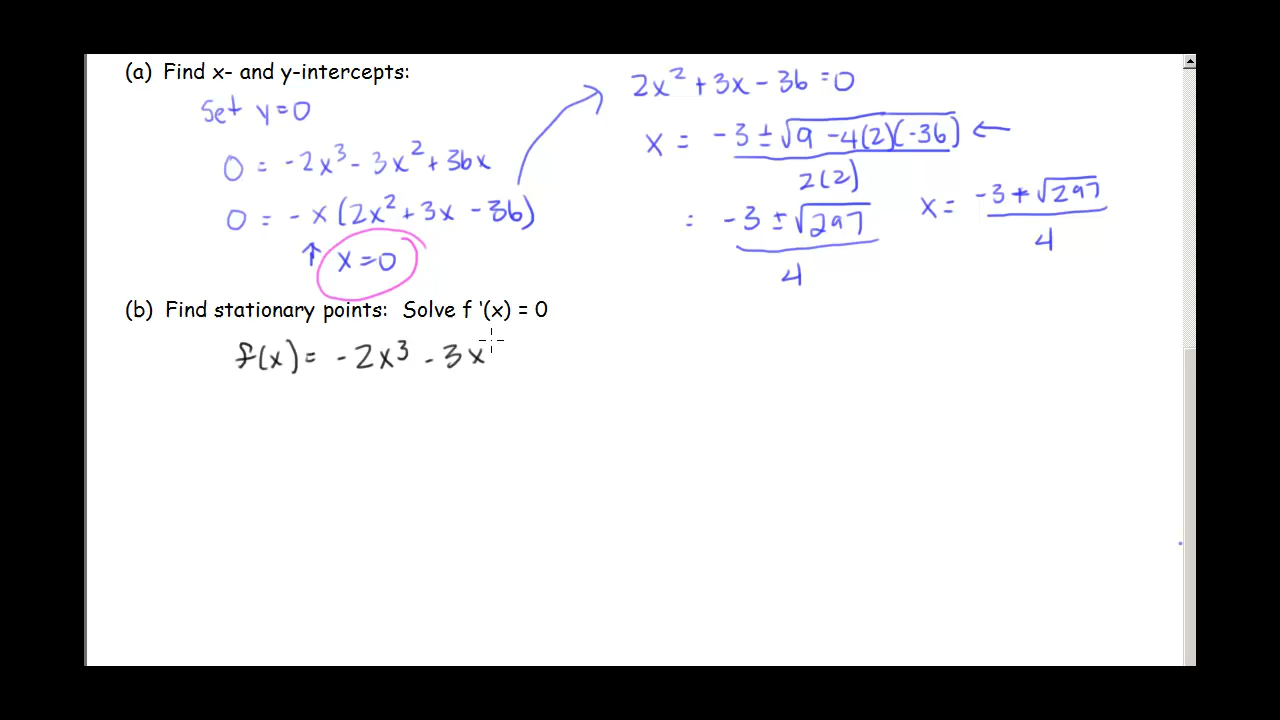 (a) Find x- and y-intercepts:
Set y=0
0 = -2x³ - 3x² + 36x
0 = -x(2x² + 3x - 36)
↑ x=0
2x² + 3x - 36 = 0
x = (-3 ± √(9 - 4(2)(-36))) / 2(2) ←
= (-3 ± √297) / 4
x = (-3 + √297) / 4
(b) Find stationary points: Solve f '(x) = 0
f(x) = -2x³ - 3x